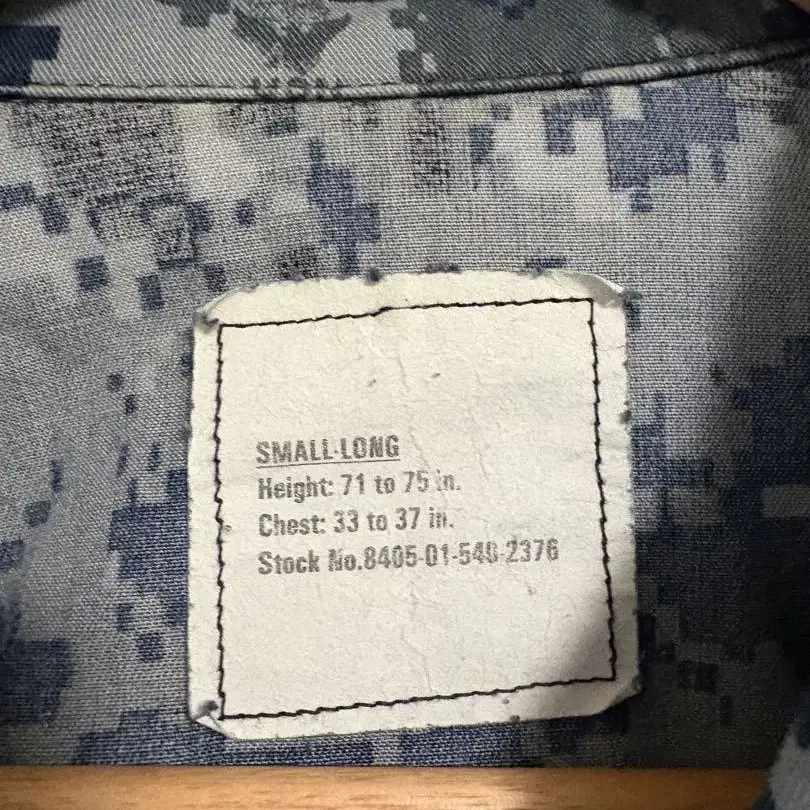 SMALL-LONG
Height: 71 to 75 in.
Chest: 33 to 37 in.
Stock No.8405-01-540-2376